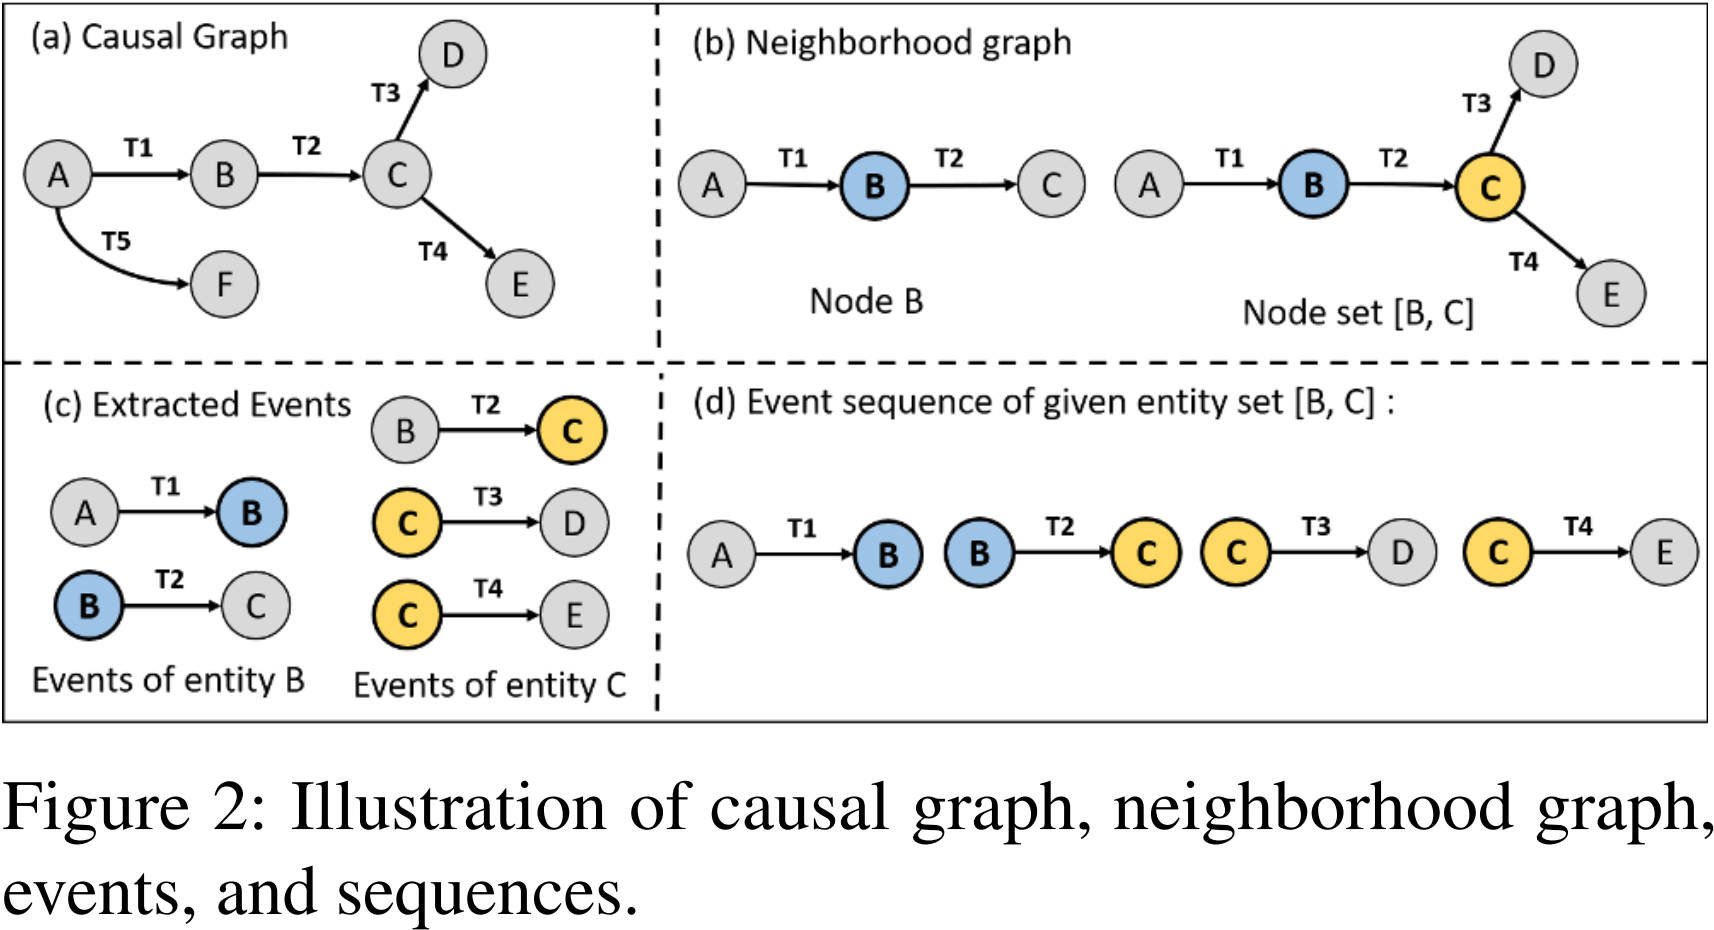 (a) Causal Graph
D
T3
A
T1
B
T2
C
T5
T4
F
E
(b) Neighborhood graph
A
T1
B
T2
C
Node B
D
T3
A
T1
B
T2
C
T4
E
Node set [B, C]
(c) Extracted Events
A
T1
B
B
T2
C
Events of entity B
B
T2
C
C
T3
D
C
T4
E
Events of entity C
(d) Event sequence of given entity set [B, C] :
A
T1
B
B
T2
C
C
T3
D
C
T4
E
Figure 2: Illustration of causal graph, neighborhood graph,
events, and sequences.